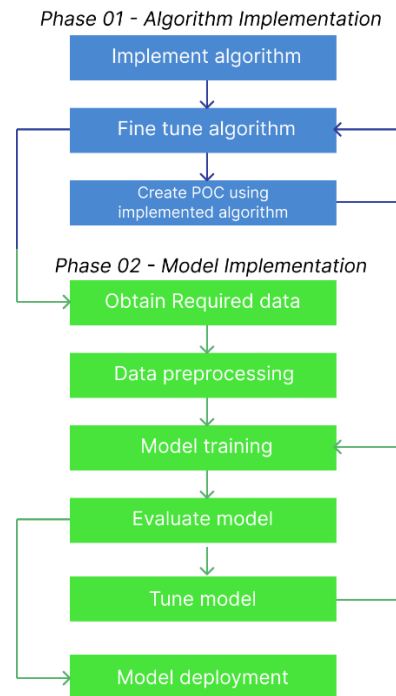 Phase 01 - Algorithm Implementation
Implement algorithm
Fine tune algorithm
Create POC using
implemented algorithm
Phase 02 - Model Implementation
Obtain Required data
Data preprocessing
Model training
Evaluate model
Tune model
Model deployment